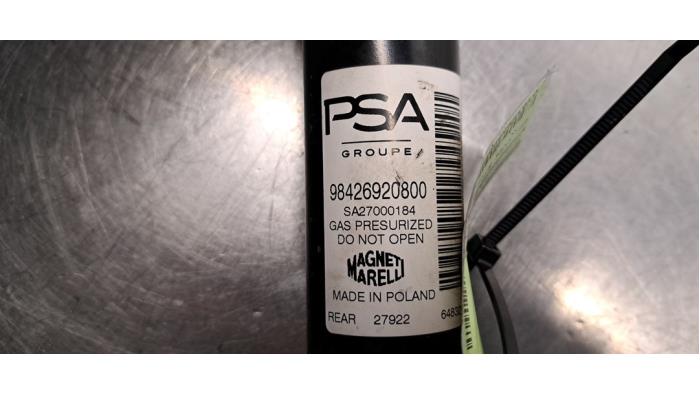 PSA
GROUPE
98426920800
SA27000184
GAS PRESURIZED
DO NOT OPEN
MAGNETI
MARELLI
MADE IN POLAND
REAR 27922